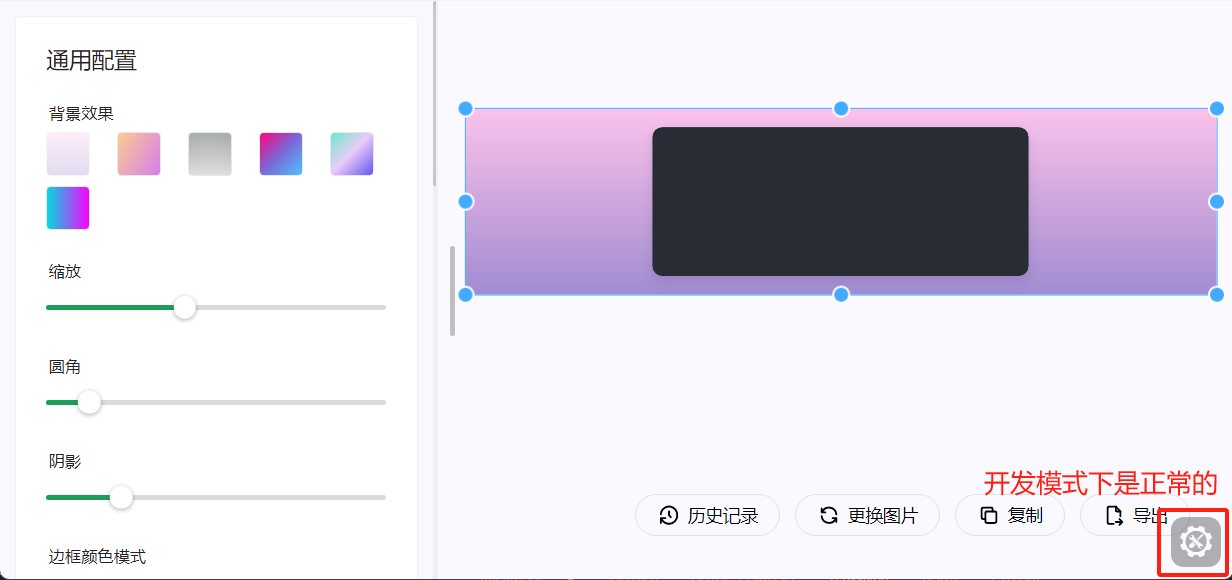 通用配置
背景效果
缩放
圆角
阴影
边框颜色模式
开发模式下是正常的
历史记录
更换图片
复制
导出